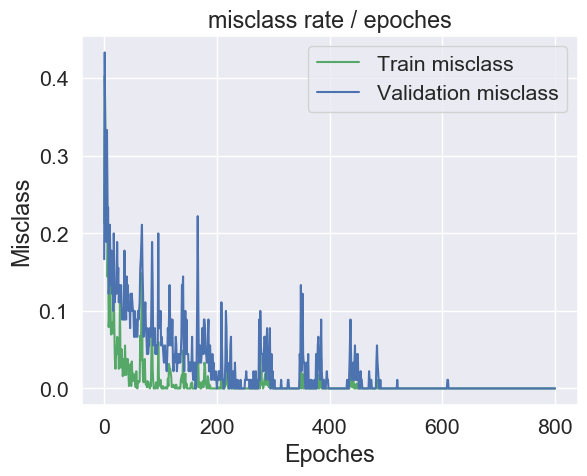 misclass rate / epoches
Train misclass
Validation misclass
0.4
0.3
0.2
0.1
0.0
Misclass
0 200 400 600 800
Epoches